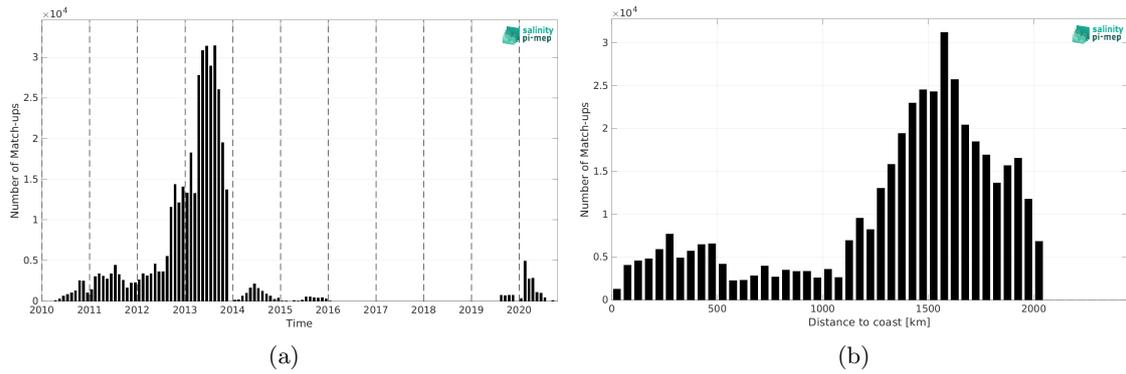 ×10⁴
3
2.5
2
1.5
1
0.5
0
Number of Match-ups
2010 2011 2012 2013 2014 2015 2016 2017 2018 2019 2020
Time
salinity
pi-mep
(a)
×10⁴
3
2.5
2
1.5
1
0.5
0
Number of Match-ups
0 500 1000 1500 2000
Distance to coast [km]
salinity
pi-mep
(b)